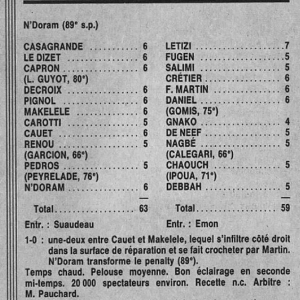 N'Doram (89ᵉ s.p.)
CASAGRANDE .......... 6
LE DIZET .......... 6
CAPRON .......... 6
(L. GUYOT, 80ᵉ)
DECROIX .......... 6
PIGNOL .......... 6
MAKELELE .......... 6
CAROTTI .......... 5
CAUET .......... 6
RENOU .......... 5
(GARCION, 66ᵉ)
PEDROS .......... 5
(PEYRELADE, 76ᵉ)
N'DORAM .......... 6
Total .......... 63
Entr. : Suaudeau
LETIZI .......... 7
FUGEN .......... 5
SALIMI .......... 5
CRÉTIER .......... 6
F. MARTIN .......... 6
DANIEL .......... 6
(GOMIS, 75ᵉ)
GNAKO .......... 4
DE NEEF .......... 5
NAGBÉ .......... 5
(CALEGARI, 66ᵉ)
CHAOUCH .......... 5
(IPOUA, 71ᵉ)
DEBBAH .......... 5
Total .......... 59
Entr. : Emon
1-0 : une-deux entre Cauet et Makelele, lequel s'infiltre côté droit
dans la surface de réparation et se fait crocheter par Martin.
N'Doram transforme le penalty (89ᵉ).
Temps chaud. Pelouse moyenne. Bon éclairage en seconde
mi-temps. 20 000 spectateurs environ. Recette n.c. Arbitre :
M. Pauchard.